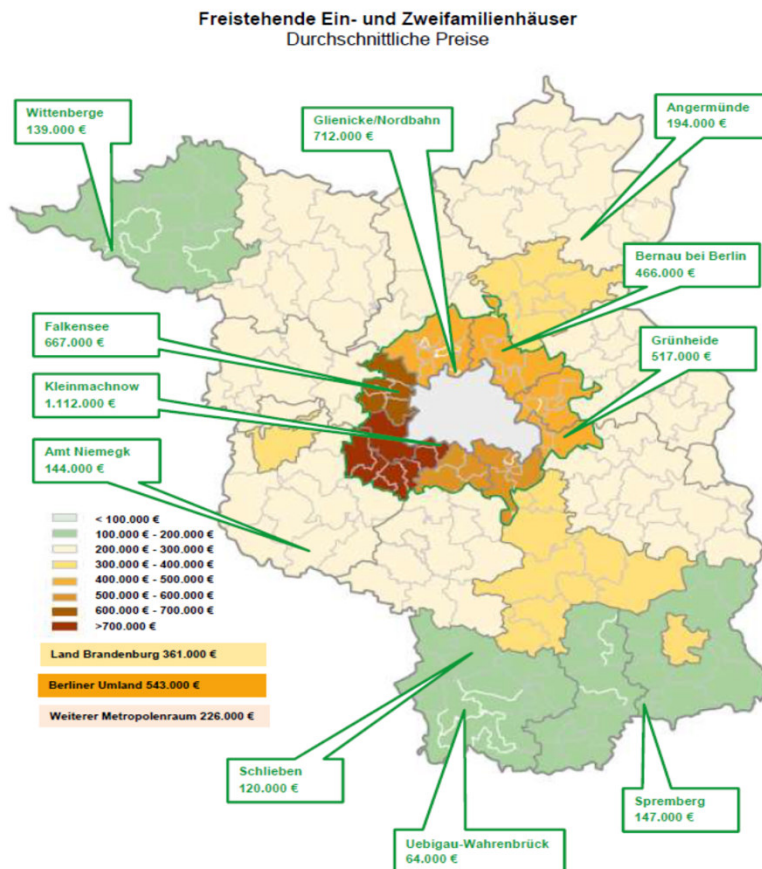 Freistehende Ein- und Zweifamilienhäuser
Durchschnittliche Preise
Wittenberge
139.000 €
Glienicke/Nordbahn
712.000 €
Angermünde
194.000 €
Bernau bei Berlin
466.000 €
Falkensee
667.000 €
Grünheide
517.000 €
Kleinmachnow
1.112.000 €
Amt Niemegk
144.000 €
< 100.000 €
100.000 € - 200.000 €
200.000 € - 300.000 €
300.000 € - 400.000 €
400.000 € - 500.000 €
500.000 € - 600.000 €
600.000 € - 700.000 €
>700.000 €
Land Brandenburg 361.000 €
Berliner Umland 543.000 €
Weiterer Metropolenraum 226.000 €
Schlieben
120.000 €
Spremberg
147.000 €
Uebigau-Wahrenbrück
64.000 €